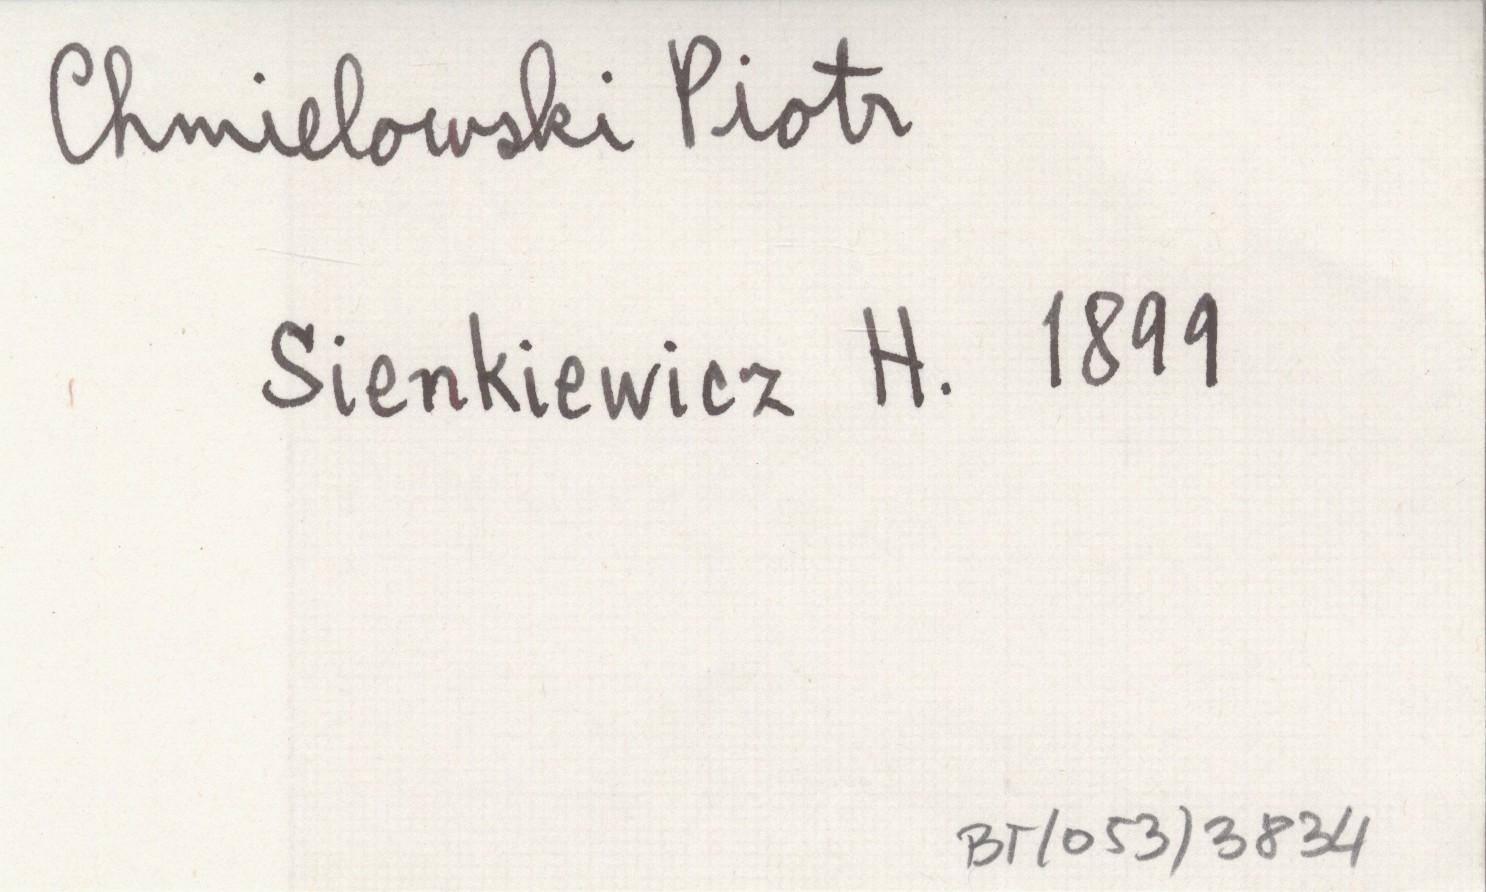 Chmielowski Piotr
Sienkiewicz H. 1899
BT/053/3834